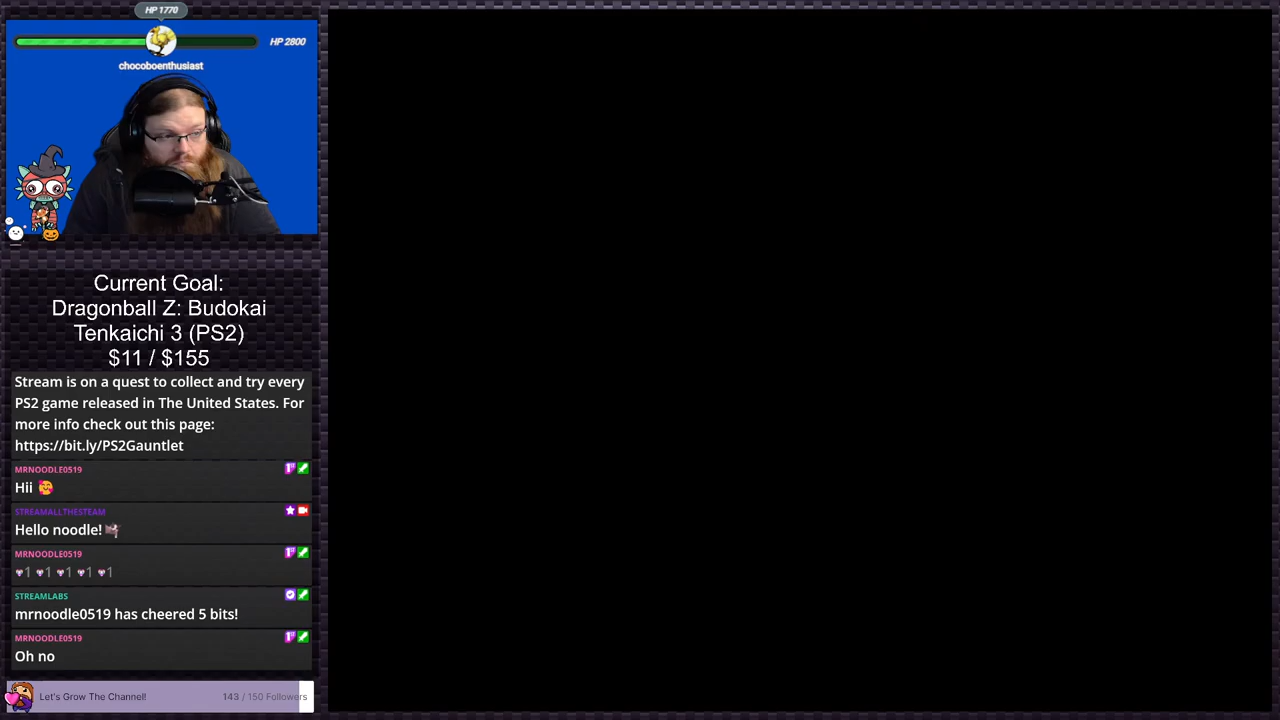 HP 1770
HP 2800
chocoboenthusiast
Current Goal:
Dragonball Z: Budokai
Tenkaichi 3 (PS2)
$11 / $155
Stream is on a quest to collect and try every
PS2 game released in The United States. For
more info check out this page:
https://bit.ly/PS2Gauntlet
MRNOODLE0519
Hii
STREAMALLTHESTEAM
Hello noodle!
MRNOODLE0519
1 1 1 1 1
STREAMLABS
mrnoodle0519 has cheered 5 bits!
MRNOODLE0519
Oh no
Let's Grow The Channel! 143 / 150 Followers